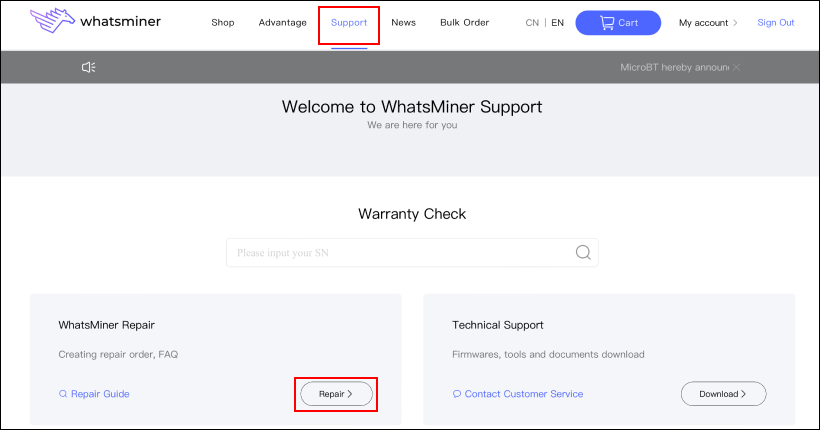 whatsminer Shop Advantage Support News Bulk Order CN | EN Cart My account > Sign Out
MicroBT hereby announ
Welcome to WhatsMiner Support
We are here for you
Warranty Check
Please input your SN
WhatsMiner Repair
Creating repair order, FAQ
Repair Guide Repair >
Technical Support
Firmwares, tools and documents download
Contact Customer Service Download >